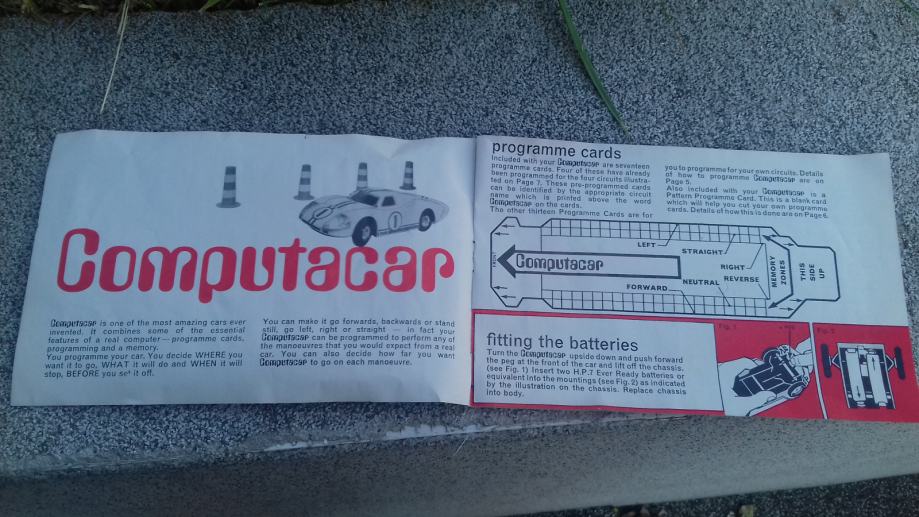 Computacar
Computacar is one of the most amazing cars ever
invented. It combines some of the essential
features of a real computer — programme cards,
programming and a memory.
You programme your car. You decide WHERE you
want it to go, WHAT it will do and WHEN it will
stop, BEFORE you set it off.
You can make it go forwards, backwards or stand
still, go left, right or straight — in fact your
Computacar can be programmed to perform any of
the manoeuvres that you would expect from a real
car. You can also decide how far you want
Computacar to go on each manoeuvre.
programme cards
Included with your Computacar are seventeen
programme cards. Four of these have already
been programmed for the four circuits illustra-
ted on Page 7. These pre-programmed cards
can be identified by the appropriate circuit
name which is printed above the word
Computacar on the cards.
The other thirteen Programme Cards are for
you to programme for your own circuits. Details
of how to programme Computacar are on
Page 5.
Also included with your Computacar is a
Pattern Programme Card. This is a blank card
which will help you cut your own programme
cards. Details of how this is done are on Page 6.
LEFT
STRAIGHT
RIGHT
REVERSE
NEUTRAL
FORWARD
FRONT
Computacar
MEMORY
ZONES
THIS
SIDE
UP
fitting the batteries
Turn the Computacar upside down and push forward
the peg at the front of the car and lift off the chassis.
(see Fig. 1) Insert two H.P.7 Ever Ready batteries or
equivalent into the mountings (see Fig. 2) as indicated
by the illustration on the chassis. Replace chassis
into body.
Fig. 1
Fig. 2
1